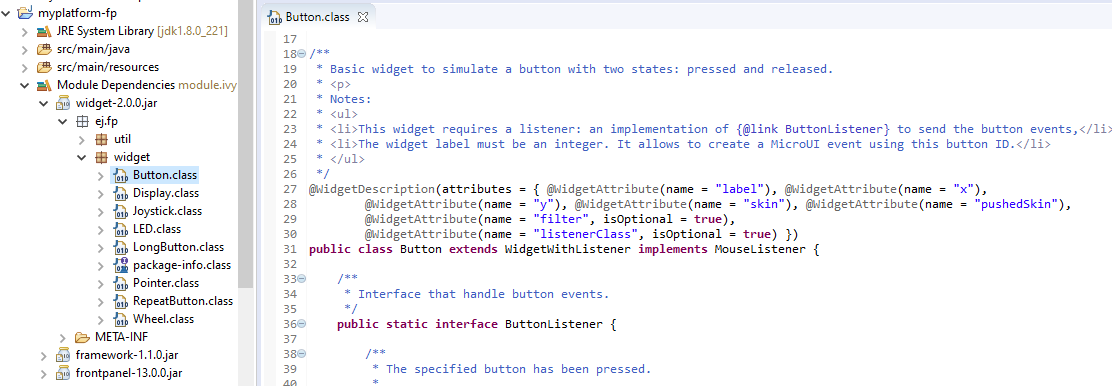 myplatform-fp
JRE System Library [jdk1.8.0_221]
src/main/java
src/main/resources
Module Dependencies module.ivy
widget-2.0.0.jar
ej.fp
util
widget
Button.class
Display.class
Joystick.class
LED.class
LongButton.class
package-info.class
Pointer.class
RepeatButton.class
Wheel.class
META-INF
framework-1.1.0.jar
frontpanel-13.0.0.jar
Button.class
17
18 /**
19 * Basic widget to simulate a button with two states: pressed and released.
20 * <p>
21 * Notes:
22 * <ul>
23 * <li>This widget requires a listener: an implementation of {@link ButtonListener} to send the button events,</li>
24 * <li>The widget label must be an integer. It allows to create a MicroUI event using this button ID.</li>
25 * </ul>
26 */
27 @WidgetDescription(attributes = { @WidgetAttribute(name = "label"), @WidgetAttribute(name = "x"),
28 @WidgetAttribute(name = "y"), @WidgetAttribute(name = "skin"), @WidgetAttribute(name = "pushedSkin"),
29 @WidgetAttribute(name = "filter", isOptional = true),
30 @WidgetAttribute(name = "listenerClass", isOptional = true) })
31 public class Button extends WidgetWithListener implements MouseListener {
32
33 /**
34 * Interface that handle button events.
35 */
36 public static interface ButtonListener {
37
38 /**
39 * The specified button has been pressed.
40 *